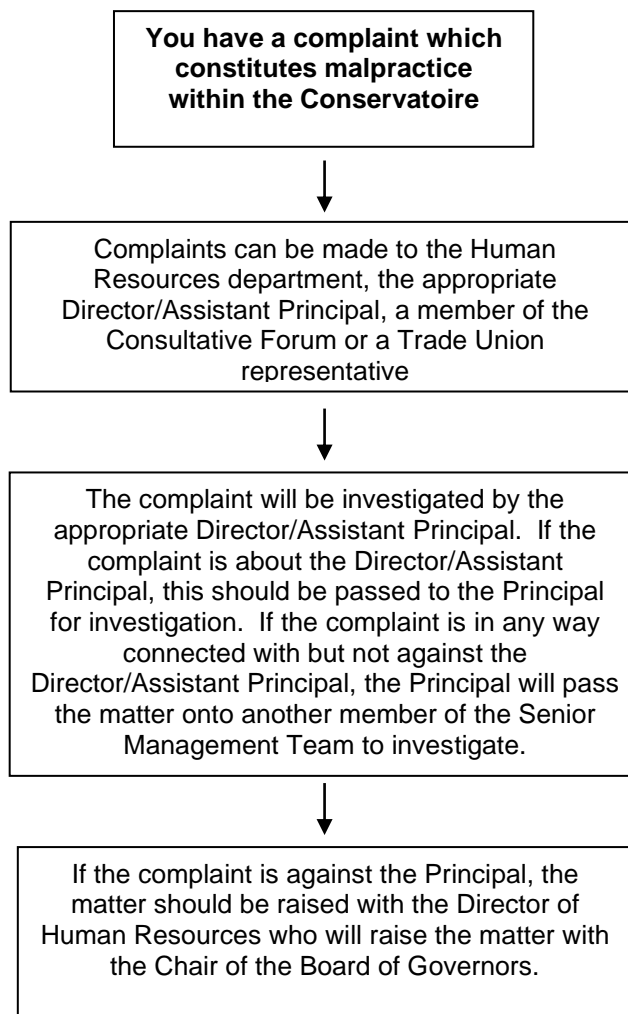 You have a complaint which
constitutes malpractice
within the Conservatoire
Complaints can be made to the Human
Resources department, the appropriate
Director/Assistant Principal, a member of the
Consultative Forum or a Trade Union
representative
The complaint will be investigated by the
appropriate Director/Assistant Principal.  If the
complaint is about the Director/Assistant
Principal, this should be passed to the Principal
for investigation.  If the complaint is in any way
connected with but not against the
Director/Assistant Principal, the Principal will pass
the matter onto another member of the Senior
Management Team to investigate.
If the complaint is against the Principal, the
matter should be raised with the Director of
Human Resources who will raise the matter with
the Chair of the Board of Governors.